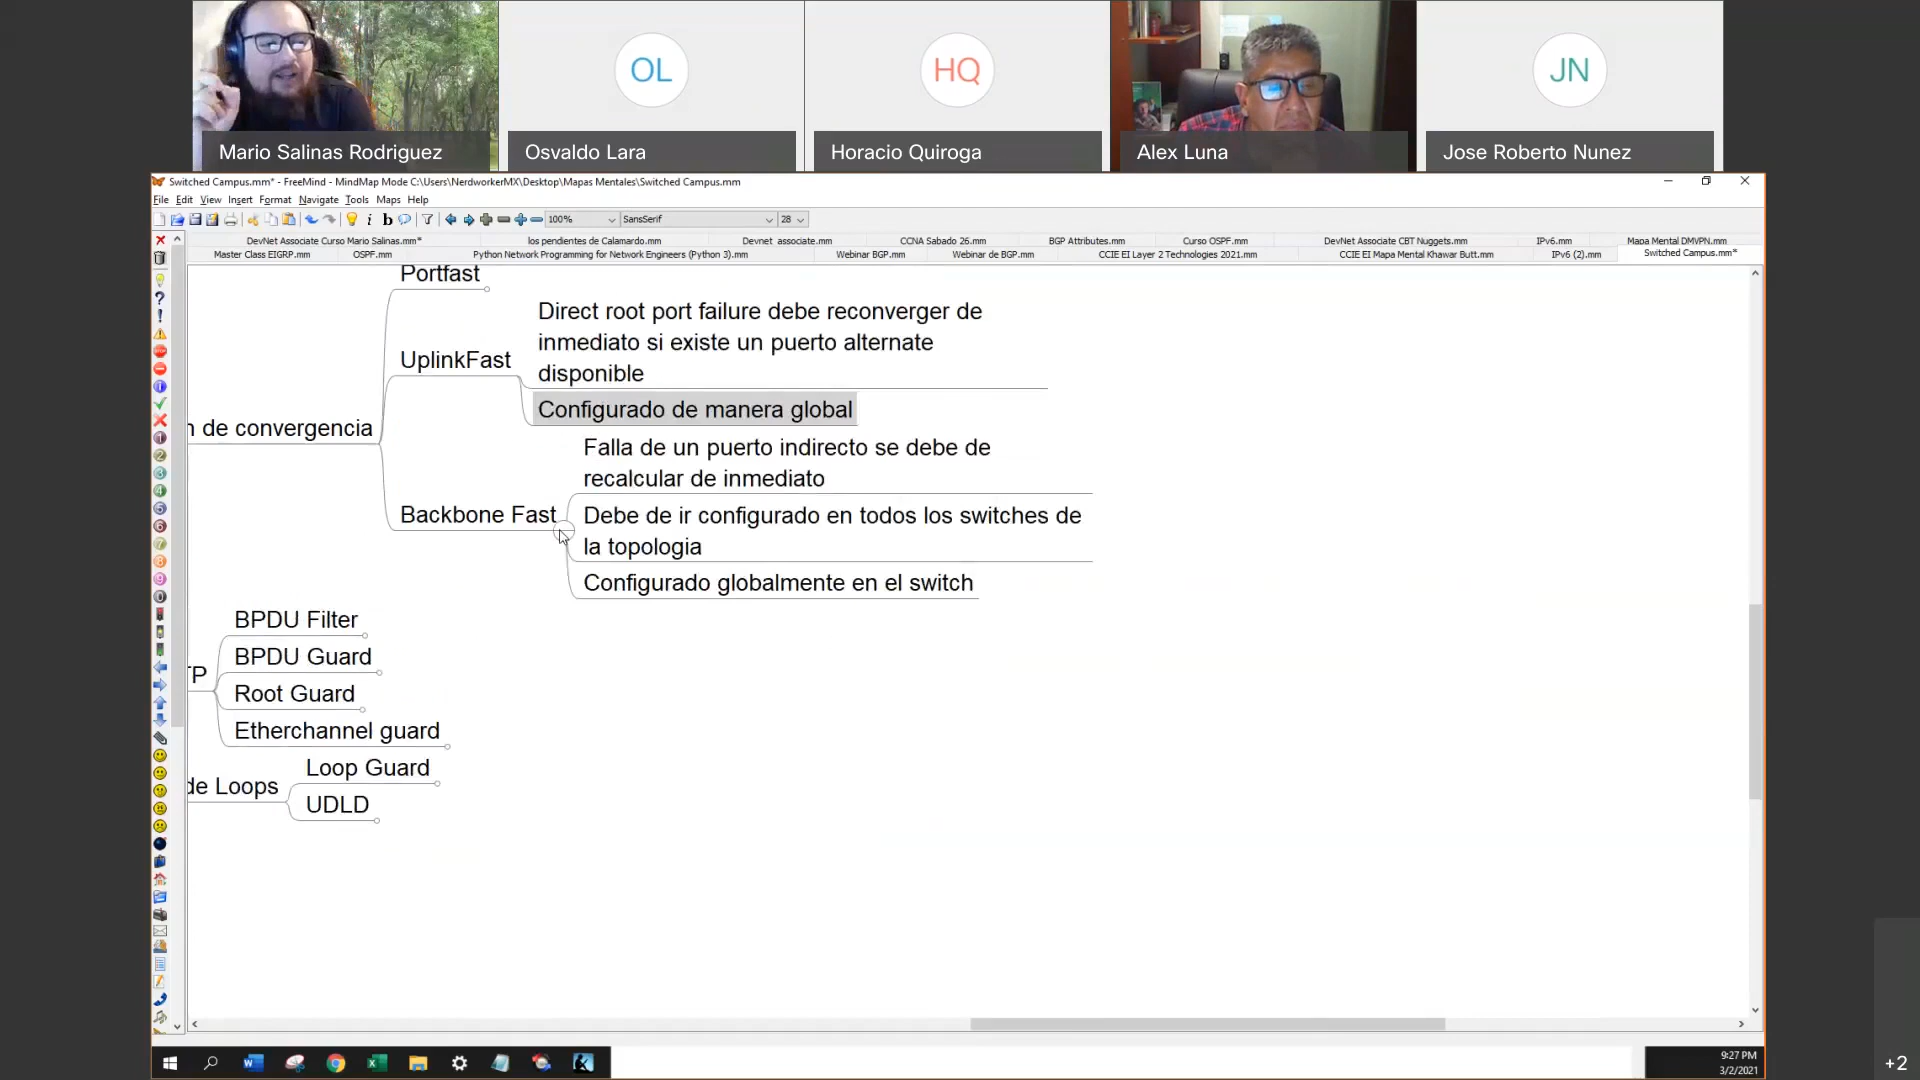 OL
HQ
JN
Mario Salinas Rodriguez
Osvaldo Lara
Horacio Quiroga
Alex Luna
Jose Roberto Nunez
Switched Campus.mm* - FreeMind - MindMap Mode C:\Users\NerdworkerMX\Desktop\Mapas Mentales\Switched Campus.mm
File Edit View Insert Format Navigate Tools Maps Help
100% SansSerif 28
DevNet Associate Curso Mario Salinas.mm* los pendientes de Calamardo.mm Devnet associate.mm CCNA Sabado 26.mm BGP Attributes.mm Curso OSPF.mm DevNet Associate CBT Nuggets.mm IPv6.mm Mapa Mental DMVPN.mm
Master Class EIGRP.mm OSPF.mm Python Network Programming for Network Engineers (Python 3).mm Webinar BGP.mm Webinar de BGP.mm CCIE EI Layer 2 Technologies 2021.mm CCIE EI Mapa Mental Khawar Butt.mm IPv6 (2).mm Switched Campus.mm*
Portfast
Direct root port failure debe reconverger de
inmediato si existe un puerto alternate
disponible
UplinkFast
Configurado de manera global
n de convergencia
Falla de un puerto indirecto se debe de
recalcular de inmediato
Backbone Fast
Debe de ir configurado en todos los switches de
la topologia
Configurado globalmente en el switch
BPDU Filter
BPDU Guard
TP
Root Guard
Etherchannel guard
Loop Guard
de Loops
UDLD
9:27 PM
3/2/2021
+2